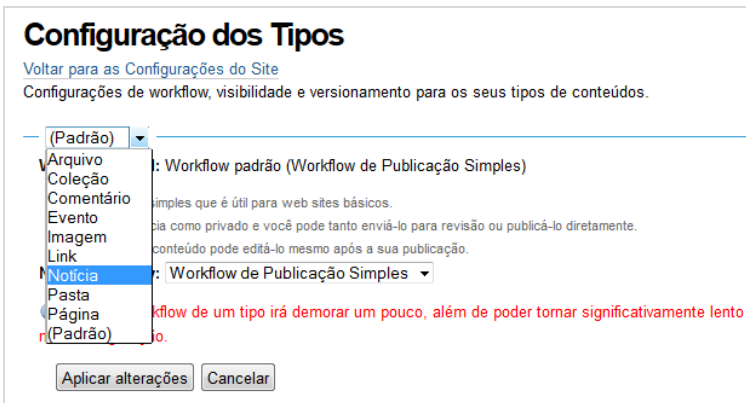 Configuração dos Tipos
Voltar para as Configurações do Site
Configurações de workflow, visibilidade e versionamento para os seus tipos de conteúdos.
(Padrão)
Arquivo
Coleção
Comentário
Evento
Imagem
Link
Notícia
Pasta
Página
(Padrão)
Workflow padrão (Workflow de Publicação Simples)
simples que é útil para web sites básicos.
como privado e você pode tanto enviá-lo para revisão ou publicá-lo diretamente.
conteúdo pode editá-lo mesmo após a sua publicação.
Workflow de Publicação Simples
de um tipo irá demorar um pouco, além de poder tornar significativamente lento
Aplicar alterações Cancelar